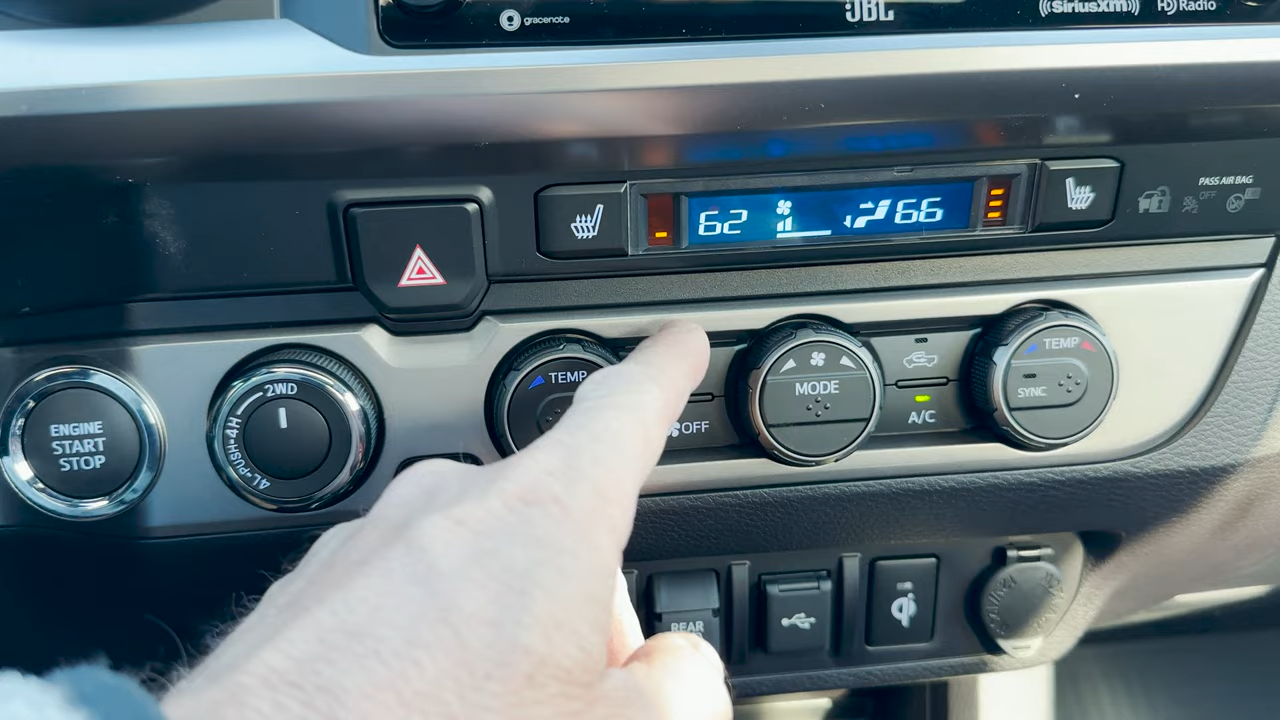 gracenote
JBL
((SiriusXM))
HD Radio
PASS AIR BAG
OFF
62
66
ENGINE
START
STOP
2WD
4H
4L-PUSH
TEMP
OFF
MODE
A/C
TEMP
SYNC
REAR